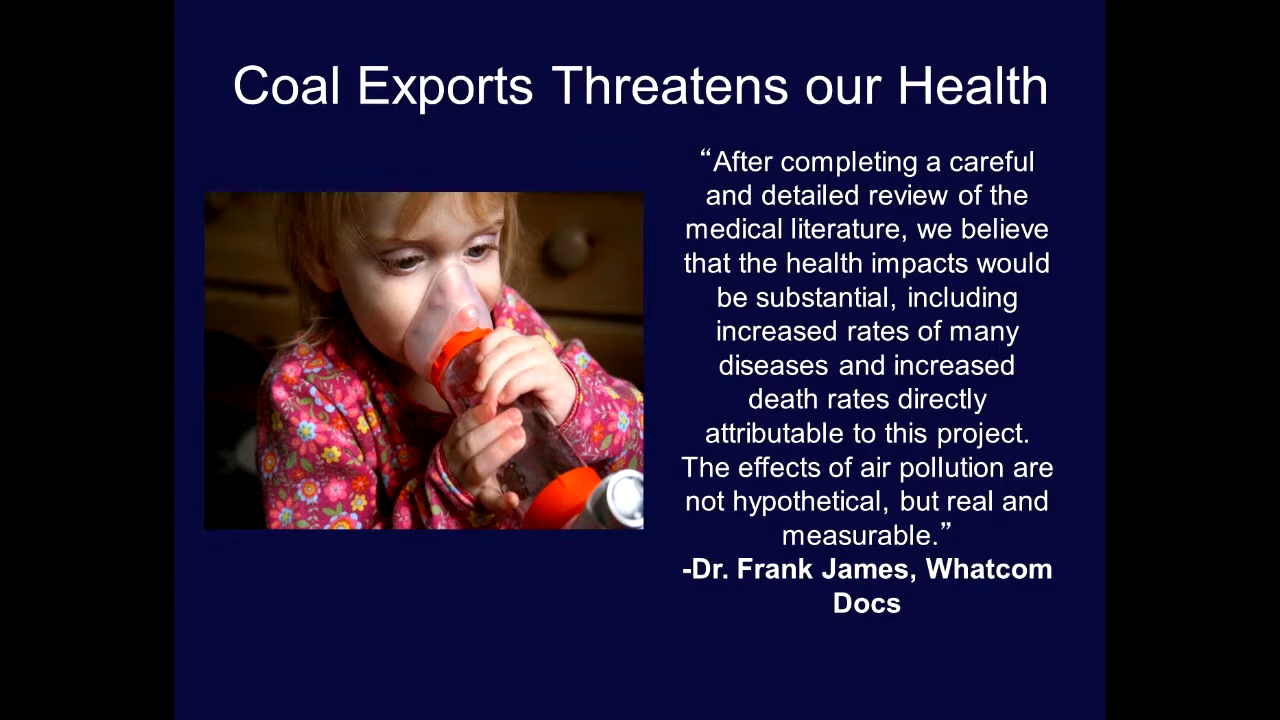 Coal Exports Threatens our Health
“After completing a careful
and detailed review of the
medical literature, we believe
that the health impacts would
be substantial, including
increased rates of many
diseases and increased
death rates directly
attributable to this project.
The effects of air pollution are
not hypothetical, but real and
measurable.”
-Dr. Frank James, Whatcom
Docs